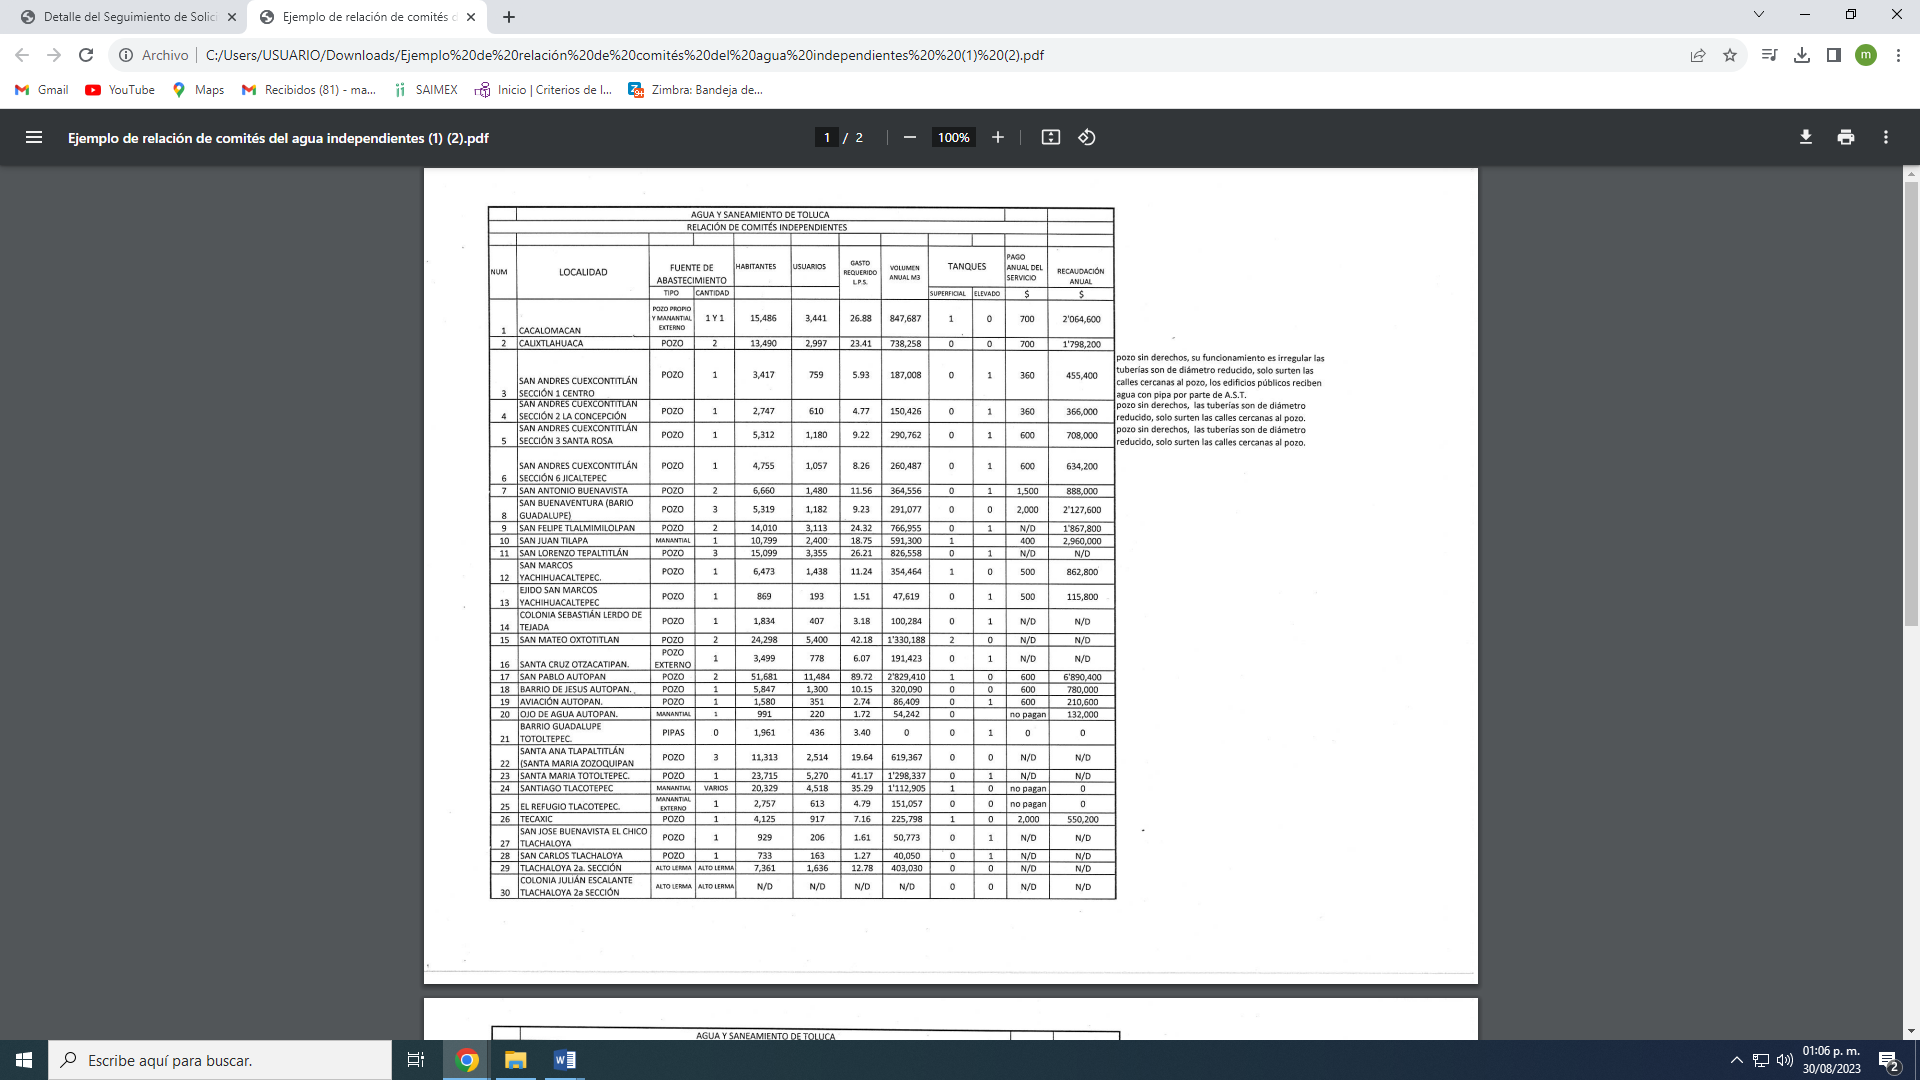 Detalle del Seguimiento de Solici
Ejemplo de relación de comités d
Archivo | C:/Users/USUARIO/Downloads/Ejemplo%20de%20relación%20de%20comités%20del%20agua%20independientes%20%20(1)%20(2).pdf
m
Gmail YouTube Maps Recibidos (81) - ma... SAIMEX Inicio | Criterios de I... Zimbra: Bandeja de...
Ejemplo de relación de comités del agua independientes (1) (2).pdf
1 / 2 100%
AGUA Y SANEAMIENTO DE TOLUCA
RELACIÓN DE COMITÉS INDEPENDIENTES
NUM LOCALIDAD FUENTE DE ABASTECIMIENTO HABITANTES USUARIOS GASTO REQUERIDO L.P.S. VOLUMEN ANUAL M3 TANQUES PAGO ANUAL DEL SERVICIO RECAUDACIÓN ANUAL
TIPO CANTIDAD SUPERFICIAL ELEVADO $ $
1 CACALOMACAN POZO PROPIO Y MANANTIAL EXTERNO 1 Y 1 15,486 3,441 26.88 847,687 1 0 700 2'064,600
2 CALIXTLAHUACA POZO 2 13,490 2,997 23.41 738,258 0 0 700 1'798,200
3 SAN ANDRES CUEXCONTITLÁN SECCIÓN 1 CENTRO POZO 1 3,417 759 5.93 187,008 0 1 360 455,400
pozo sin derechos, su funcionamiento es irregular las
tuberías son de diámetro reducido, solo surten las
calles cercanas al pozo, los edificios públicos reciben
agua con pipa por parte de A.S.T.
4 SAN ANDRES CUEXCONTITLAN SECCIÓN 2 LA CONCEPCIÓN POZO 1 2,747 610 4.77 150,426 0 1 360 366,000
pozo sin derechos, las tuberías son de diámetro
reducido, solo surten las calles cercanas al pozo.
5 SAN ANDRES CUEXCONTITLÁN SECCIÓN 3 SANTA ROSA POZO 1 5,312 1,180 9.22 290,762 0 1 600 708,000
pozo sin derechos, las tuberías son de diámetro
reducido, solo surten las calles cercanas al pozo.
6 SAN ANDRES CUEXCONTITLÁN SECCIÓN 6 JICALTEPEC POZO 1 4,755 1,057 8.26 260,487 0 1 600 634,200
7 SAN ANTONIO BUENAVISTA POZO 2 6,660 1,480 11.56 364,556 0 1 1,500 888,000
8 SAN BUENAVENTURA (BARIO GUADALUPE) POZO 3 5,319 1,182 9.23 291,077 0 0 2,000 2'127,600
9 SAN FELIPE TLALMIMILOLPAN POZO 2 14,010 3,113 24.32 766,955 0 1 N/D 1'867,800
10 SAN JUAN TILAPA MANANTIAL 1 10,799 2,400 18.75 591,300 1 400 2,960,000
11 SAN LORENZO TEPALTITLÁN POZO 3 15,099 3,355 26.21 826,558 0 1 N/D N/D
12 SAN MARCOS YACHIHUACALTEPEC. POZO 1 6,473 1,438 11.24 354,464 1 0 500 862,800
13 EJIDO SAN MARCOS YACHIHUACALTEPEC POZO 1 869 193 1.51 47,619 0 1 500 115,800
14 COLONIA SEBASTIÁN LERDO DE TEJADA POZO 1 1,834 407 3.18 100,284 0 1 N/D N/D
15 SAN MATEO OXTOTITLAN POZO 2 24,298 5,400 42.18 1'330,188 2 0 N/D N/D
16 SANTA CRUZ OTZACATIPAN. POZO EXTERNO 1 3,499 778 6.07 191,423 0 1 N/D N/D
17 SAN PABLO AUTOPAN POZO 2 51,681 11,484 89.72 2'829,410 1 0 600 6'890,400
18 BARRIO DE JESUS AUTOPAN. POZO 1 5,847 1,300 10.15 320,090 0 0 600 780,000
19 AVIACIÓN AUTOPAN. POZO 1 1,580 351 2.74 86,409 0 1 600 210,600
20 OJO DE AGUA AUTOPAN. MANANTIAL 1 991 220 1.72 54,242 0 no pagan 132,000
21 BARRIO GUADALUPE TOTOLTEPEC. PIPAS 0 1,961 436 3.40 0 0 1 0 0
22 SANTA ANA TLAPALTITLÁN (SANTA MARIA ZOZOQUIPAN POZO 3 11,313 2,514 19.64 619,367 0 0 N/D N/D
23 SANTA MARIA TOTOLTEPEC. POZO 1 23,715 5,270 41.17 1'298,337 0 1 N/D N/D
24 SANTIAGO TLACOTEPEC MANANTIAL VARIOS 20,329 4,518 35.29 1'112,905 1 0 no pagan 0
25 EL REFUGIO TLACOTEPEC. MANANTIAL EXTERNO 1 2,757 613 4.79 151,057 0 0 no pagan 0
26 TECAXIC POZO 1 4,125 917 7.16 225,798 1 0 2,000 550,200
27 SAN JOSE BUENAVISTA EL CHICO TLACHALOYA POZO 1 929 206 1.61 50,773 0 1 N/D N/D
28 SAN CARLOS TLACHALOYA POZO 1 733 163 1.27 40,050 0 1 N/D N/D
29 TLACHALOYA 2a. SECCIÓN ALTO LERMA ALTO LERMA 7,361 1,636 12.78 403,030 0 0 N/D N/D
30 COLONIA JULIÁN ESCALANTE TLACHALOYA 2a SECCIÓN ALTO LERMA ALTO LERMA N/D N/D N/D N/D 0 0 N/D N/D
AGUA Y SANEAMIENTO DE TOLUCA
Escribe aquí para buscar.
01:06 p. m.
30/08/2023
2